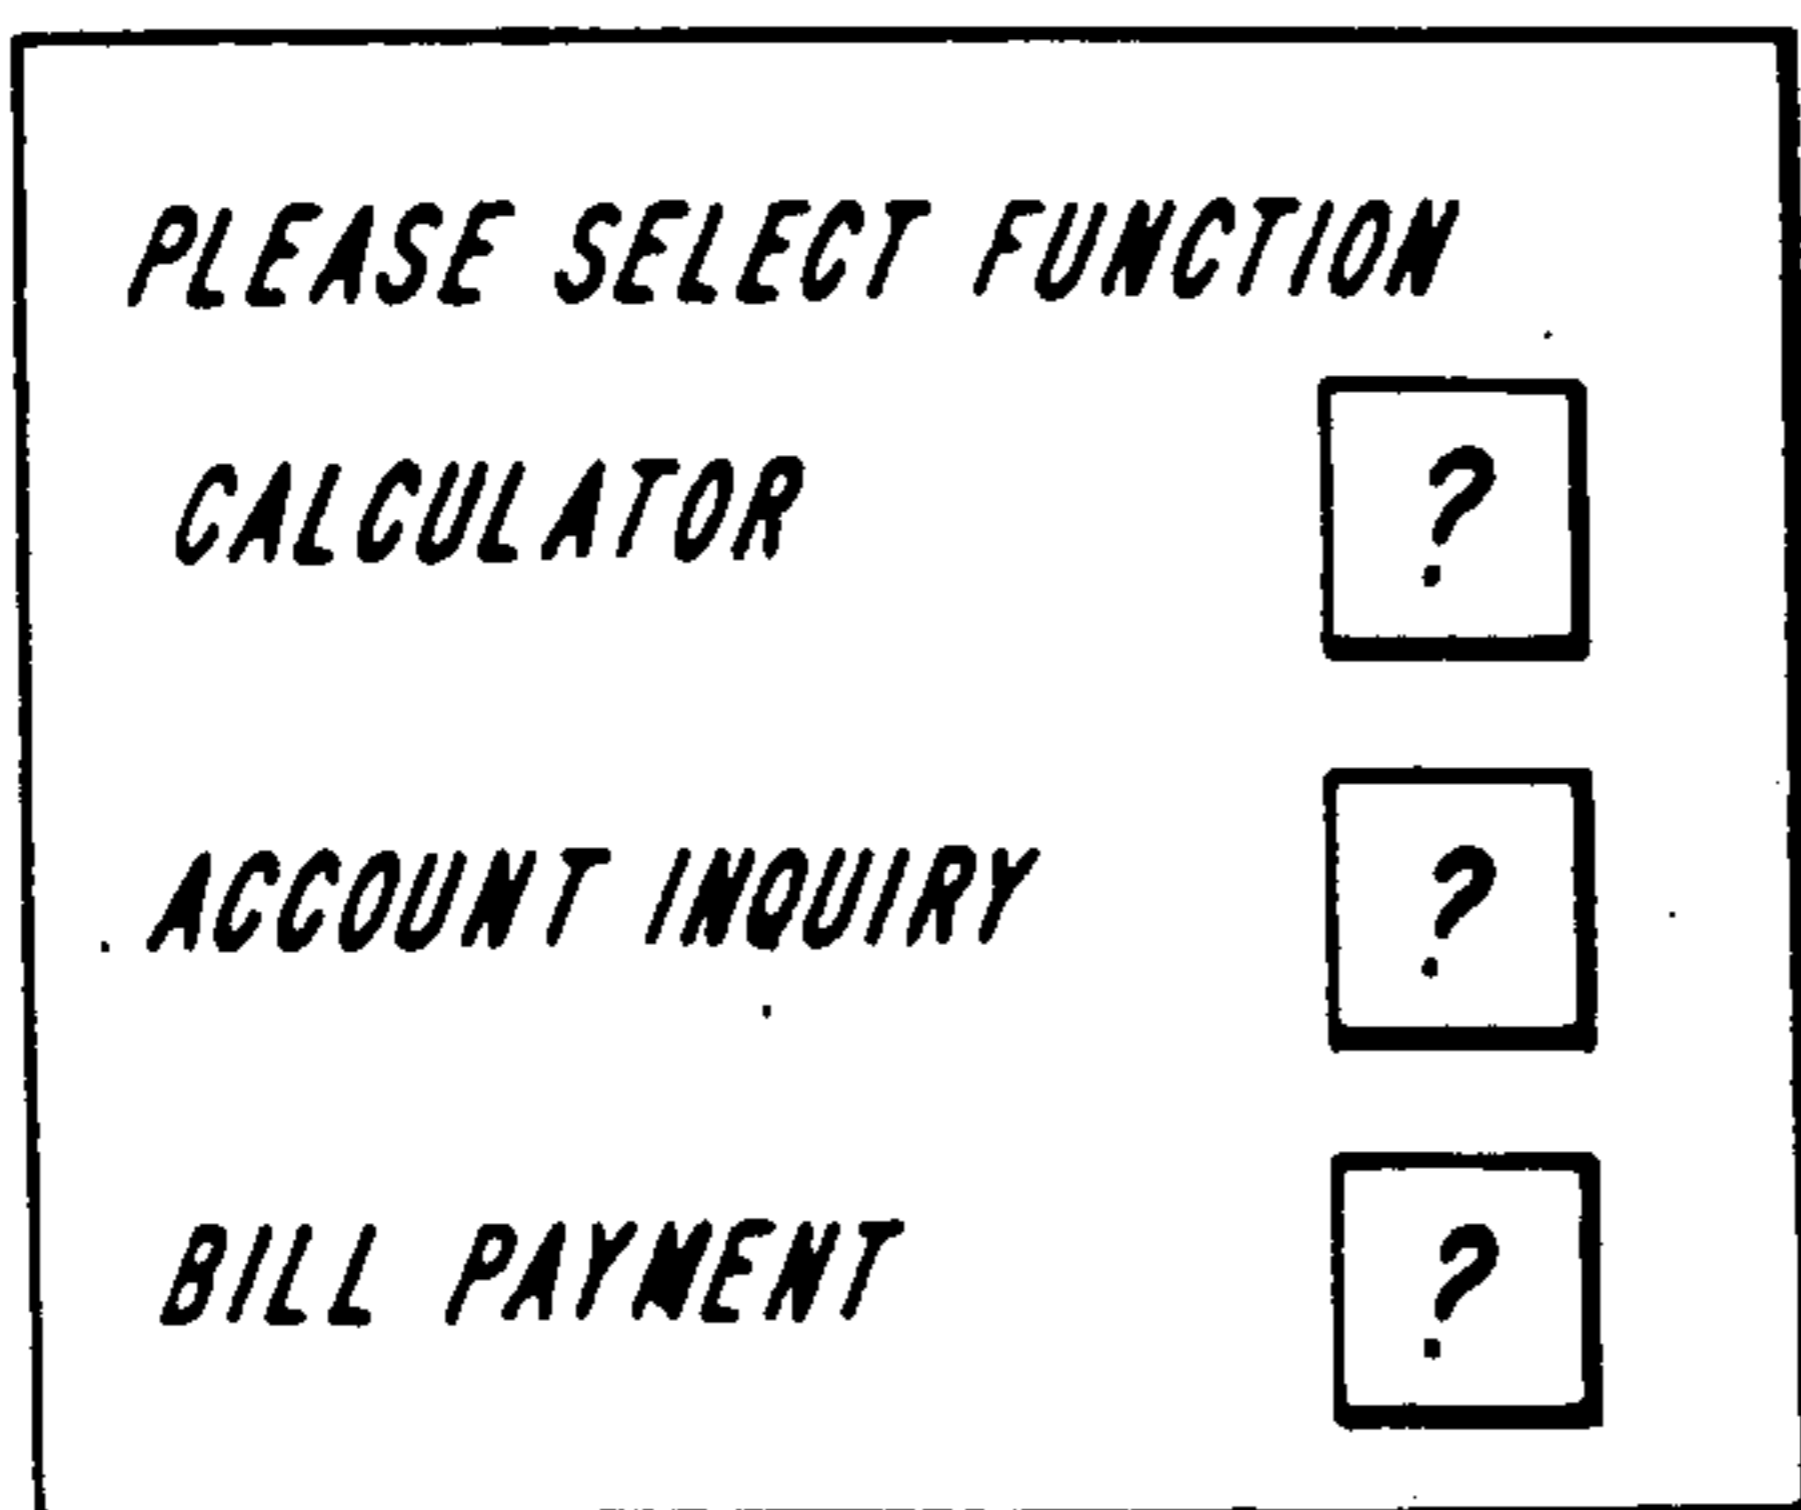 PLEASE SELECT FUNCTION
CALCULATOR ?
ACCOUNT INQUIRY ?
BILL PAYMENT ?